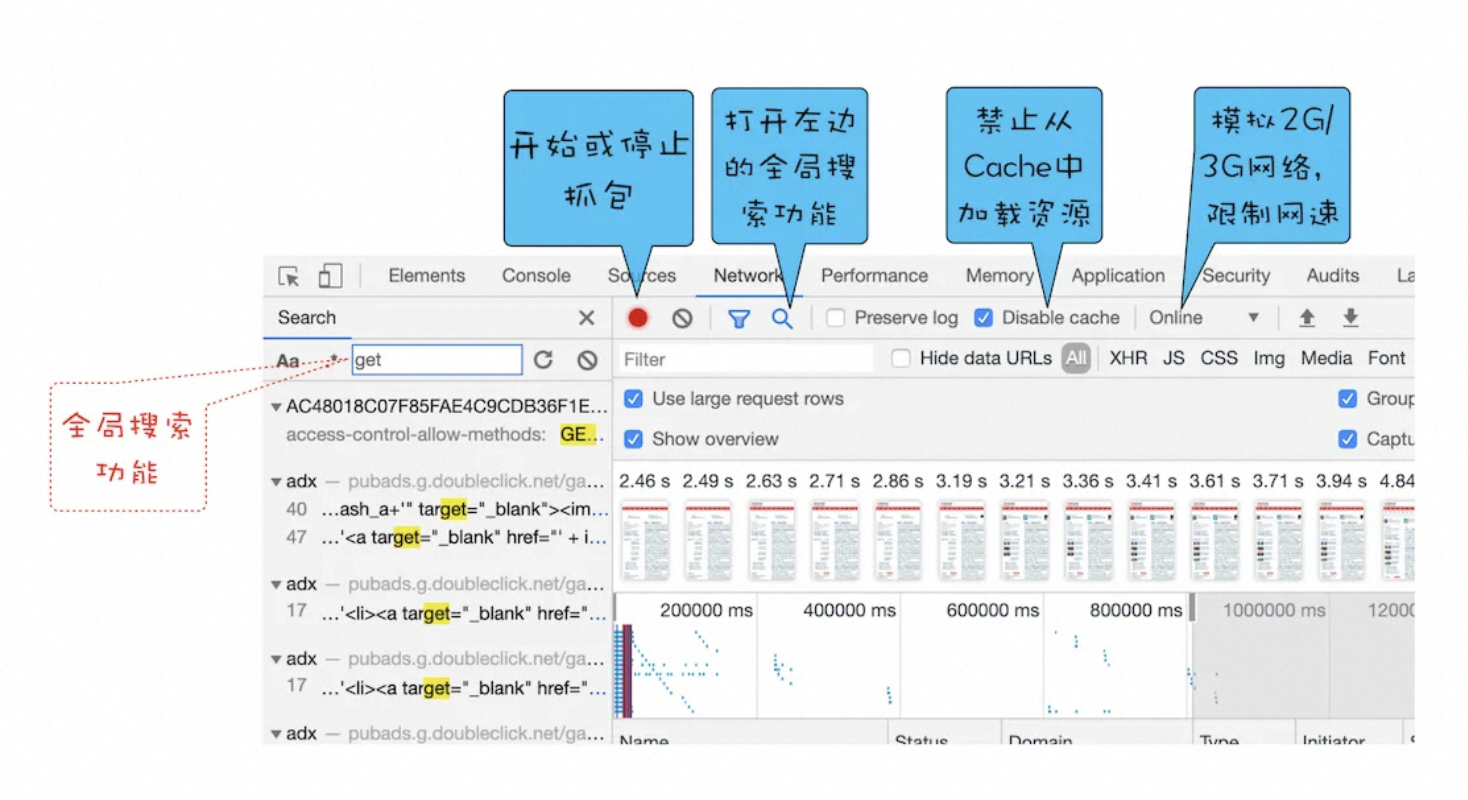 开始或停止
抓包
打开左边
的全局搜
索功能
禁止从
Cache中
加载资源
模拟2G/
3G网络，
限制网速
Elements Console Sources Network Performance Memory Application Security Audits La
Search
Preserve log Disable cache Online
Aa .* get
Filter Hide data URLs All XHR JS CSS Img Media Font
全局搜索
功能
AC48018C07F85FAE4C9CDB36F1E...
access-control-allow-methods: GE...
adx — pubads.g.doubleclick.net/ga...
40 ...ash_a+'" target="_blank"><im...
47 ...'<a target="_blank" href="' + i...
adx — pubads.g.doubleclick.net/ga...
17 ...'<li><a target="_blank" href="...
adx — pubads.g.doubleclick.net/ga...
17 ...'<li><a target="_blank" href="...
adx — pubads.g.doubleclick.net/ga...
Use large request rows Group
Show overview Captu
2.46 s 2.49 s 2.63 s 2.71 s 2.86 s 3.19 s 3.21 s 3.36 s 3.41 s 3.61 s 3.71 s 3.94 s 4.84
200000 ms 400000 ms 600000 ms 800000 ms 1000000 ms 12000
Name Status Domain Type Initiator